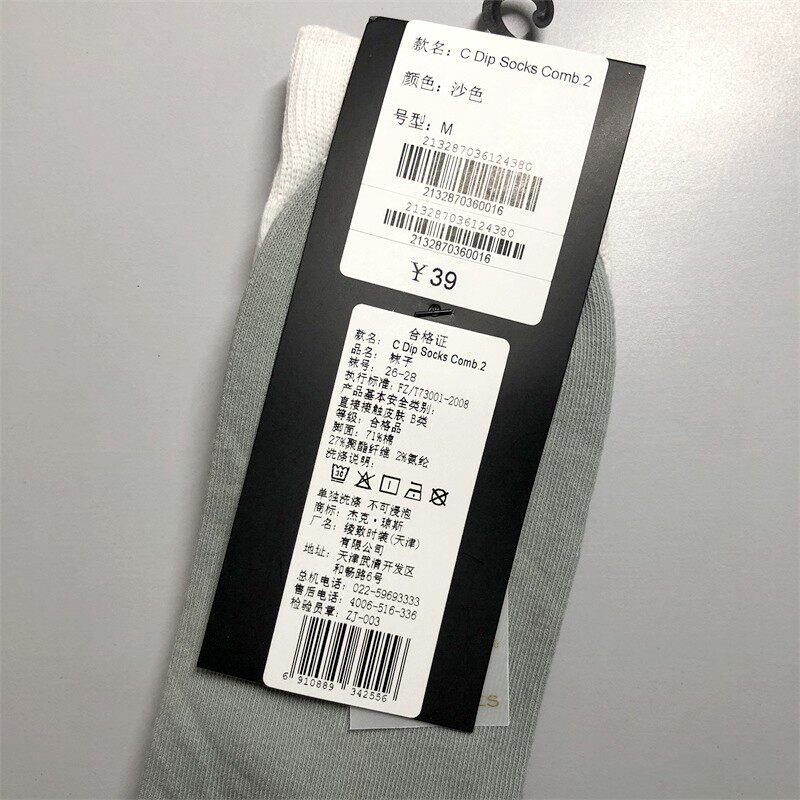 款名: C Dip Socks Comb.2
颜色: 沙色
号型: M
213287036124380
2132870360016
213287036124380
2132870360016
¥39
合格证
款名: C Dip Socks Comb.2
品名: 袜子
袜号: 26-28
执行标准: FZ/T73001-2008
产品基本安全类别:
直接接触皮肤 B类
等级: 合格品
脚面: 71%棉
27%聚酯纤维 2%氨纶
洗涤说明:
30
单独洗涤 不可浸泡
商标: 杰克·琼斯
厂名: 绫致时装(天津)
有限公司
地址: 天津武清开发区
和畅路6号
总机电话: 022-59693333
售后电话: 4006-516-336
检验员章: ZJ-003
6 910889 342556